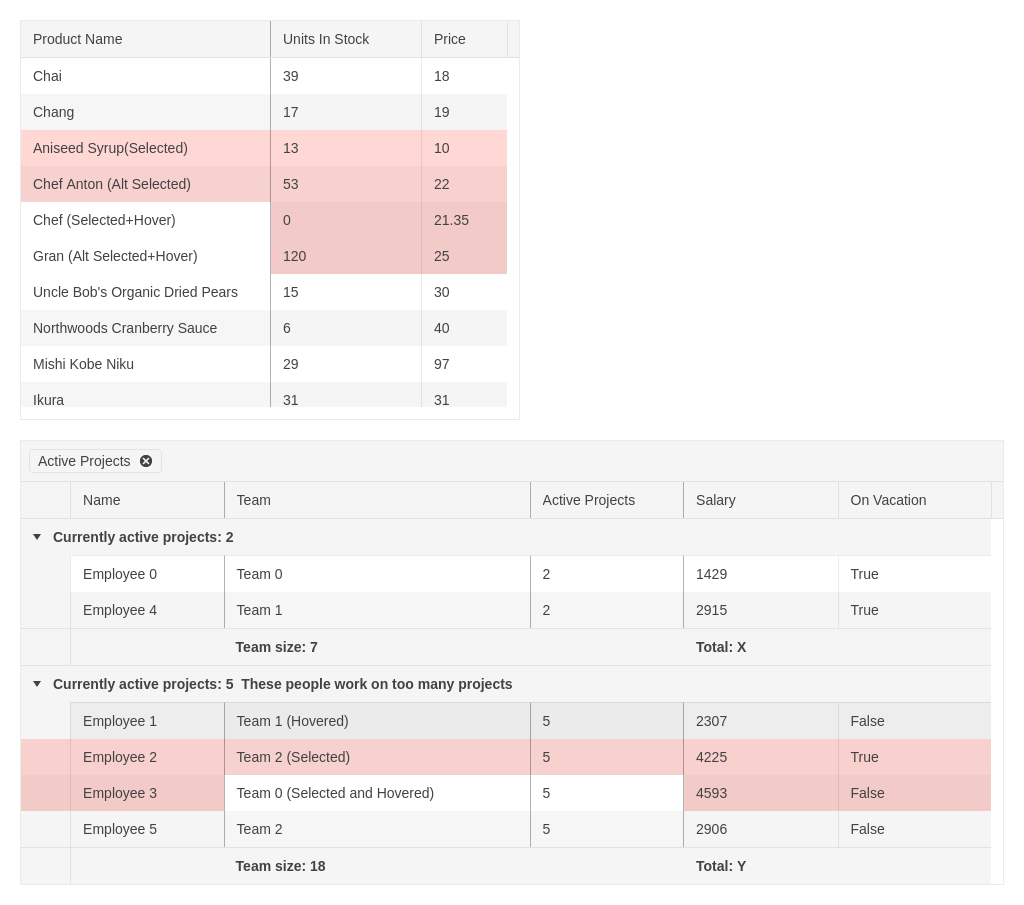 Product Name Units In Stock Price
Chai 39 18
Chang 17 19
Aniseed Syrup(Selected) 13 10
Chef Anton (Alt Selected) 53 22
Chef (Selected+Hover) 0 21.35
Gran (Alt Selected+Hover) 120 25
Uncle Bob's Organic Dried Pears 15 30
Northwoods Cranberry Sauce 6 40
Mishi Kobe Niku 29 97
Ikura 31 31
Active Projects
Name Team Active Projects Salary On Vacation
Currently active projects: 2
Employee 0 Team 0 2 1429 True
Employee 4 Team 1 2 2915 True
Team size: 7 Total: X
Currently active projects: 5 These people work on too many projects
Employee 1 Team 1 (Hovered) 5 2307 False
Employee 2 Team 2 (Selected) 5 4225 True
Employee 3 Team 0 (Selected and Hovered) 5 4593 False
Employee 5 Team 2 5 2906 False
Team size: 18 Total: Y